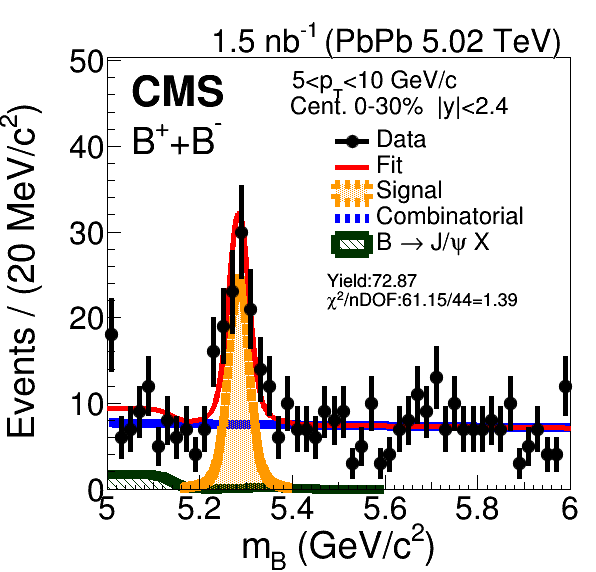 1.5 nb⁻¹ (PbPb 5.02 TeV)
CMS
B⁺+B⁻
5<p_T<10 GeV/c
Cent. 0-30% |y|<2.4
Data
Fit
Signal
Combinatorial
B → J/ψ X
Yield:72.87
χ²/nDOF:61.15/44=1.39
Events / (20 MeV/c²)
50
40
30
20
10
0
5 5.2 5.4 5.6 5.8 6
m_B (GeV/c²)